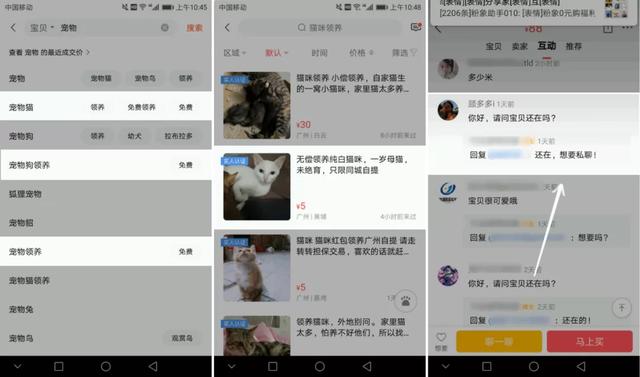 中国移动
上午10:45
宝贝 宠物
搜索
查看 宠物 的最近成交价
宠物
宠物猫
宠物鸟
领养
宠物猫
领养
免费领养
免费
宠物狗
领养
幼犬
拉布拉多
宠物狗领养
免费
狐狸宠物
宠物貂
宠物领养
免费
宠物猫领养
宠物兔
宠物鸟
观赏鸟
中国移动
上午10:48
猫咪领养
区域
默认
时间
价格
筛选
实人认证
猫咪领养 小偿领养,自家猫生的一窝小猫咪,家里猫太多养...
¥30
广州 | 白云
8小时前来过
实人认证
无偿领养纯白猫咪,一岁母猫,未绝育,只限同城自提
¥5
广州 | 黄埔
4小时前来过
实人认证
猫咪 猫咪红包领养广州自提 请走转转担保交易,喜欢的话就赶...
¥5
广州 | 荔湾
领养猫咪,外地别问。家里猫太多,怕养不好他们,所以找...
[2206条]粉象助手010: [表情]粉象0元购福利
¥88
宝贝
卖家
互动
推荐
tld
2小时前
多少米
顾多多i
1天前
你好,请问宝贝还在吗?
1天前
回复
还在,想要私聊!
天前
宝贝很可爱哦
:想要吗?
1天前
你好,请问宝贝还在吗?
2天前
回复
:还在的!
想要
聊一聊
马上买